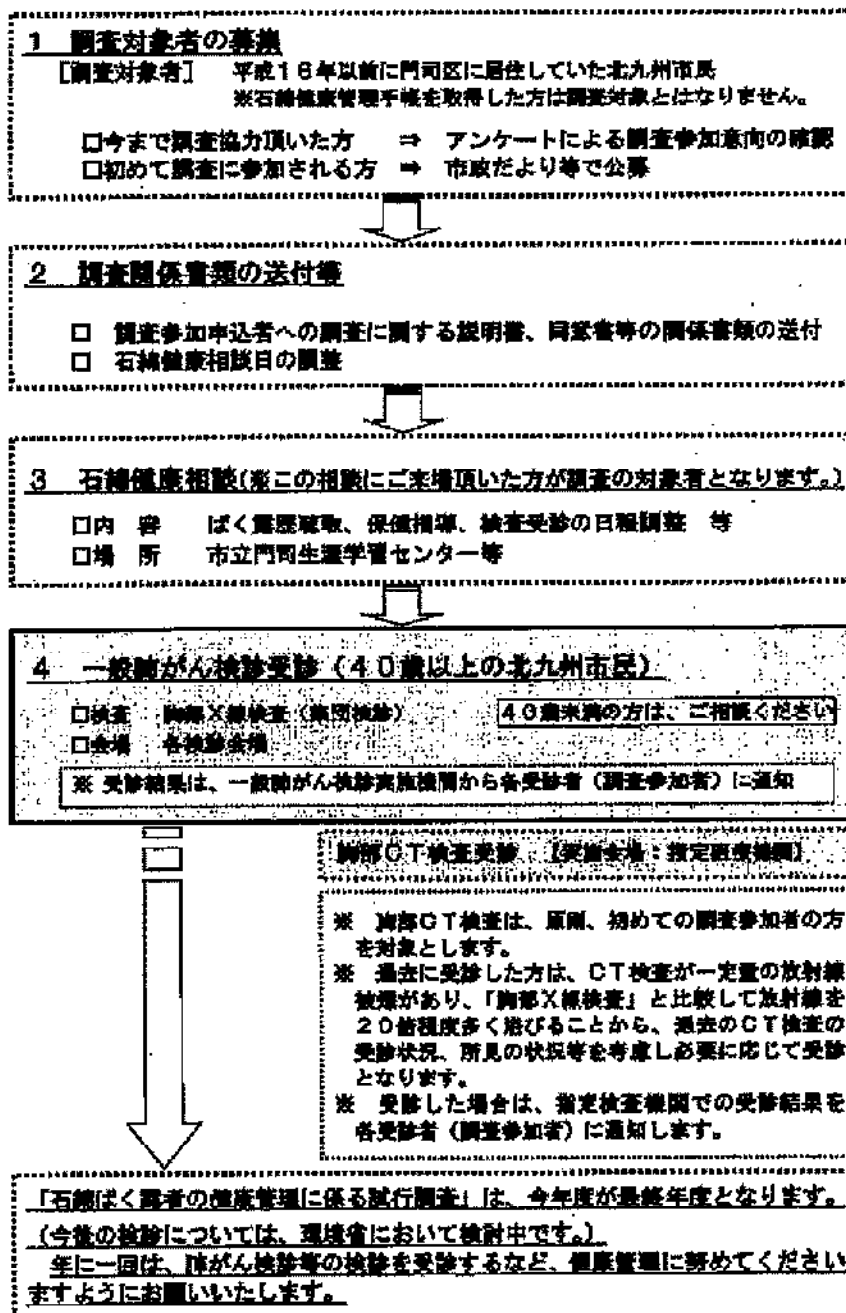 1 調査対象者の募集
［調査対象者］ 平成16年以前に門司区に居住していた北九州市民
※石綿健康管理手帳を取得した方は調査対象とはなりません。
□今まで調査協力頂いた方 ⇒ アンケートによる調査参加意向の確認
□初めて調査に参加される方 ➡ 市政だより等で公募
2 調査関係書類の送付等
□ 調査参加申込者への調査に関する説明書、同意書等の関係書類の送付
□ 石綿健康相談日の調整
3 石綿健康相談(※この相談にご来場頂いた方が調査の対象者となります。)
□内 容 ばく露歴聴取、保健指導、検査受診の日程調整 等
□場 所 市立門司生涯学習センター等
4 一般肺がん検診受診（40歳以上の北九州市民）
□検査 胸部X線検査（集団検診） 40歳未満の方は、ご相談ください
□会場 各検診会場
※ 受診結果は、一般肺がん検診実施機関から各受診者（調査参加者）に通知
胸部CT検査受診 【実施会場：指定医療機関】
※ 胸部CT検査は、原則、初めての調査参加者の方
を対象とします。
※ 過去に受診した方は、CT検査が一定量の放射線
被爆があり、「胸部X線検査」と比較して放射線を
20倍程度多く浴びることから、過去のCT検査の
受診状況、所見の状況等を考慮し必要に応じて受診
となります。
※ 受診した場合は、指定検査機関での受診結果を
各受診者（調査参加者）に通知します。
「石綿ばく露者の健康管理に係る試行調査」は、今年度が最終年度となります。
(今後の検診については、環境省において検討中です。)
年に一回は、肺がん検診等の検診を受診するなど、健康管理に努めてください
ますようにお願いいたします。